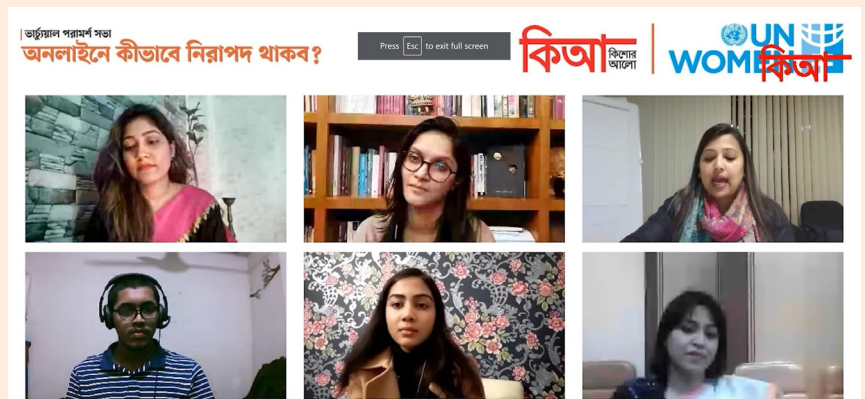 ভার্চ্যুয়াল পরামর্শ সভা
অনলাইনে কীভাবে নিরাপদ থাকব?
Press Esc to exit full screen
কিআ
কিশোর
আলো
UN
WOMEN
কিআ